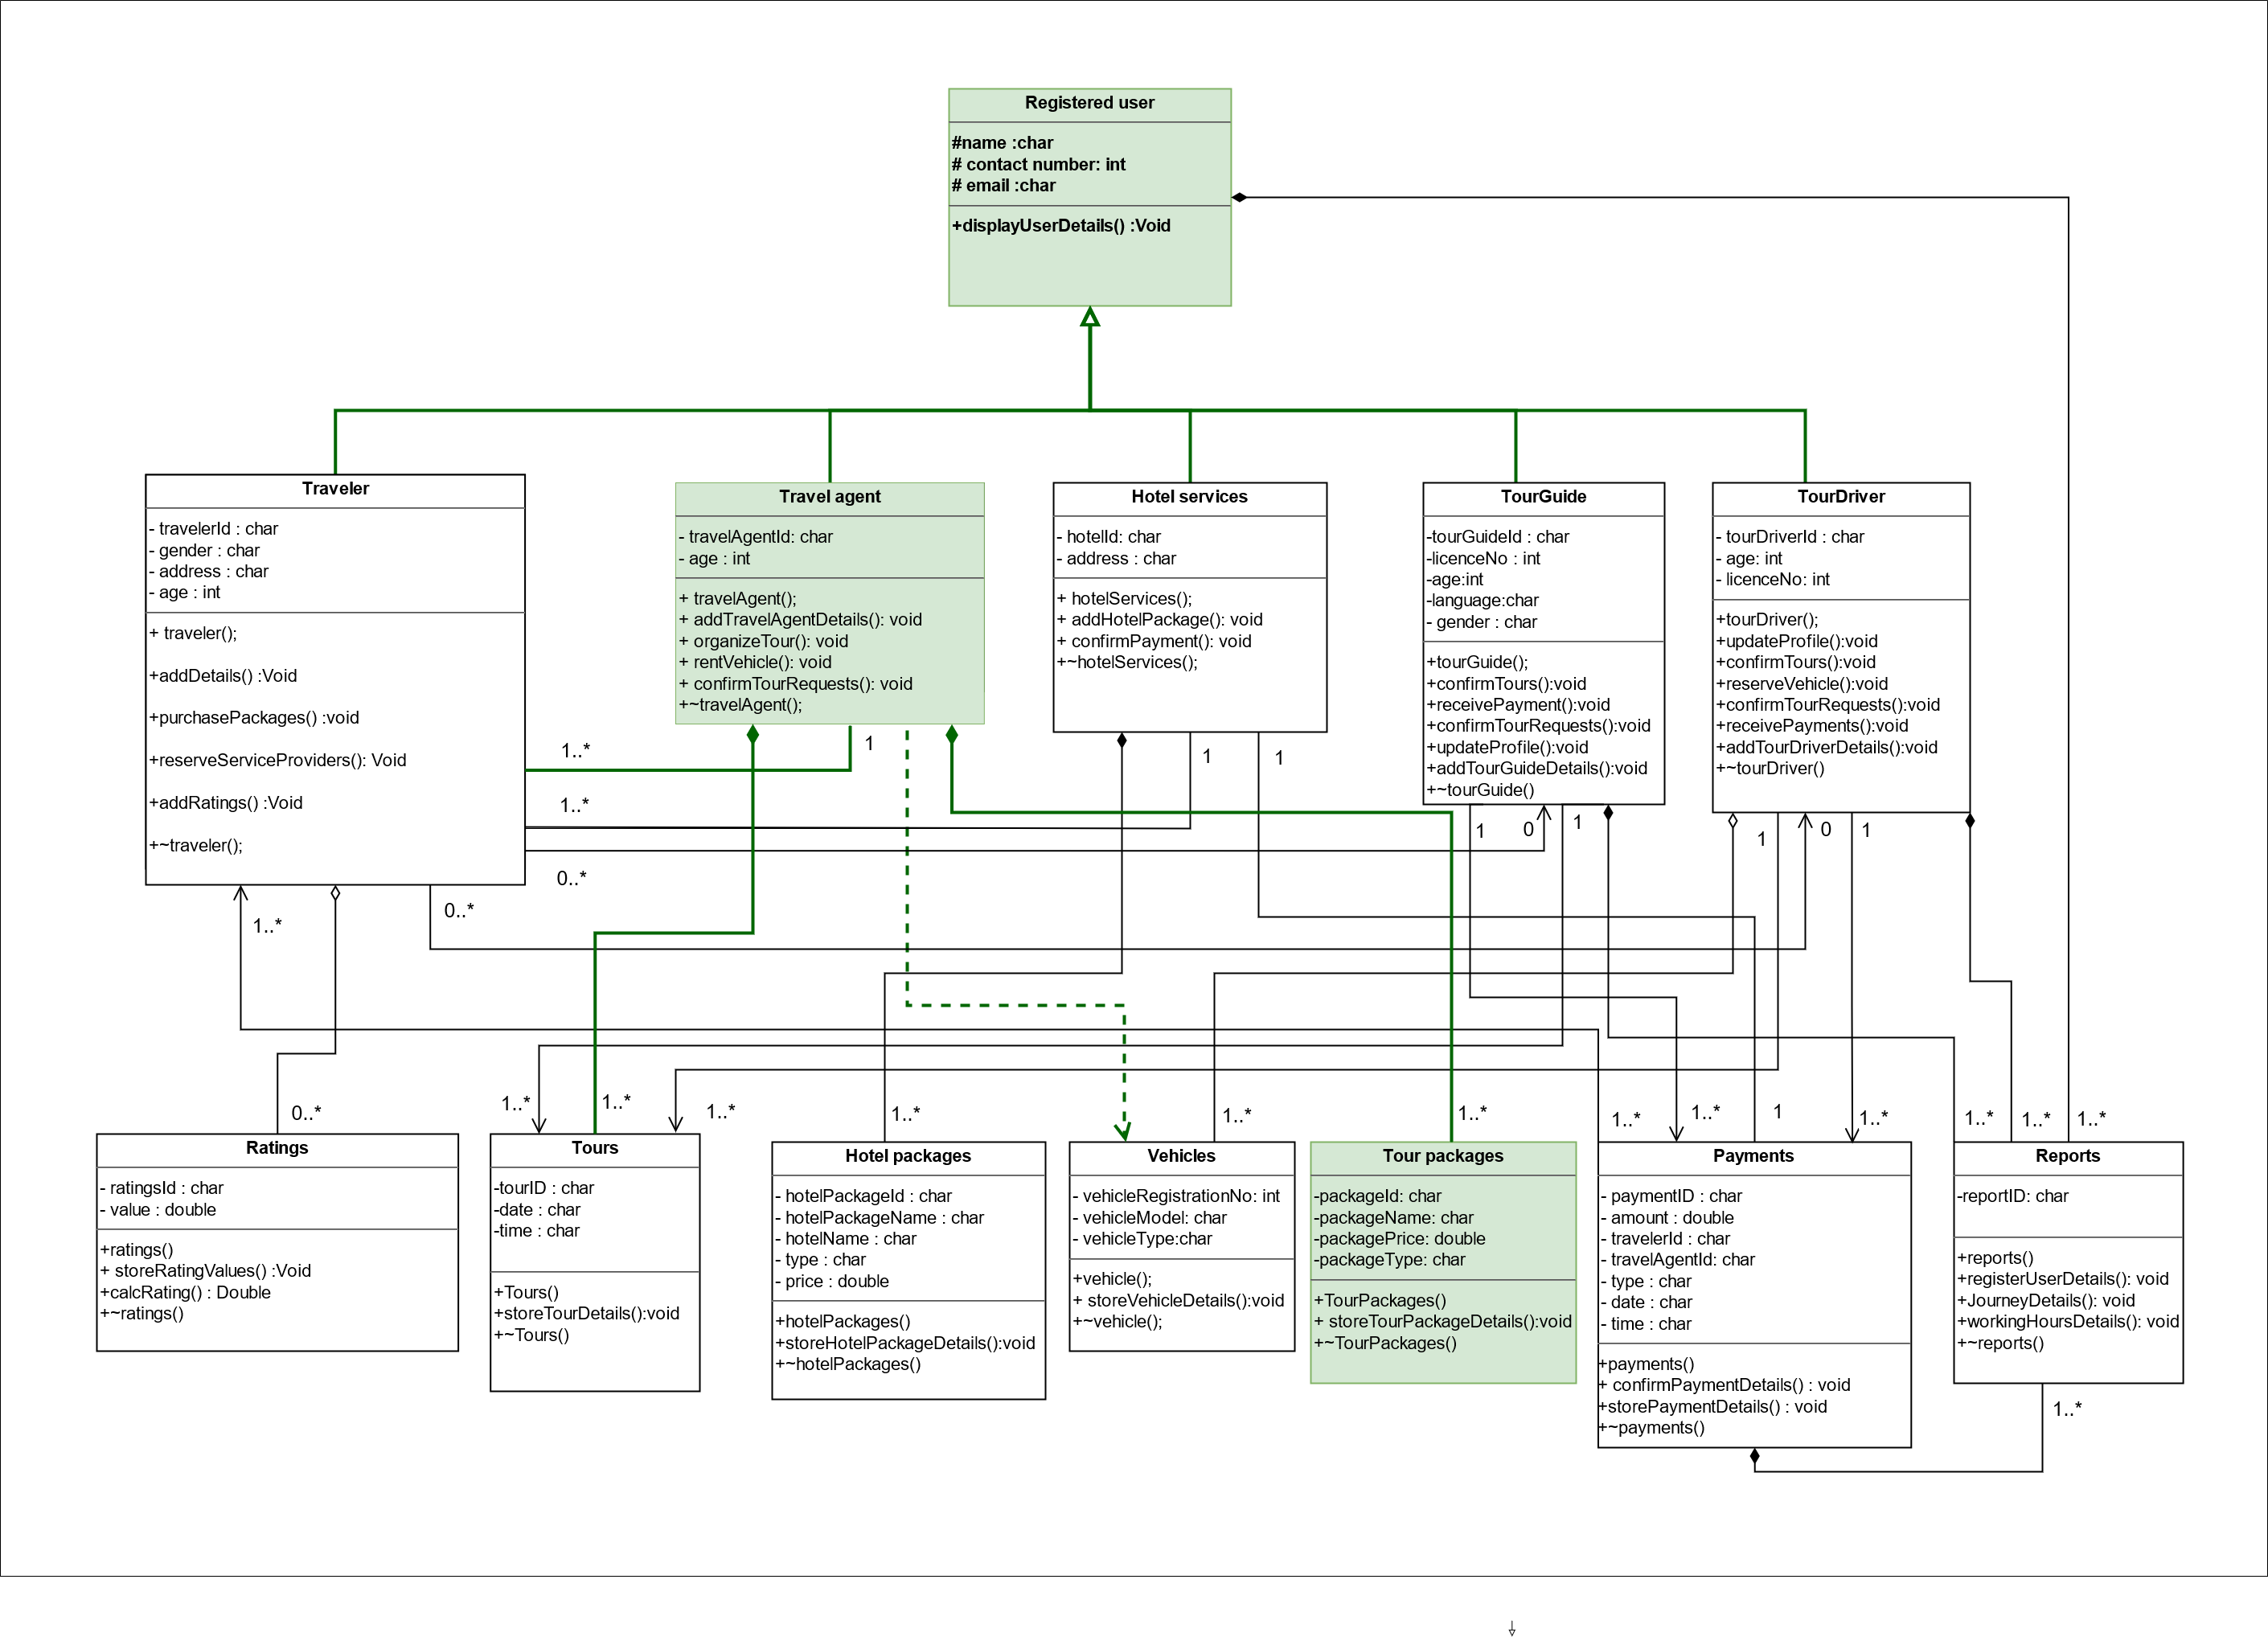 Registered user
#name :char
# contact number: int
# email :char
+displayUserDetails() :Void
Traveler
- travelerId : char
- gender : char
- address : char
- age : int
+ traveler();
+addDetails() :Void
+purchasePackages() :void
+reserveServiceProviders(): Void
+addRatings() :Void
+~traveler();
Travel agent
- travelAgentId: char
- age : int
+ travelAgent();
+ addTravelAgentDetails(): void
+ organizeTour(): void
+ rentVehicle(): void
+ confirmTourRequests(): void
+~travelAgent();
Hotel services
- hotelId: char
- address : char
+ hotelServices();
+ addHotelPackage(): void
+ confirmPayment(): void
+~hotelServices();
TourGuide
-tourGuideId : char
-licenceNo : int
-age:int
-language:char
- gender : char
+tourGuide();
+confirmTours():void
+receivePayment():void
+confirmTourRequests():void
+updateProfile():void
+addTourGuideDetails():void
+~tourGuide()
TourDriver
- tourDriverId : char
- age: int
- licenceNo: int
+tourDriver();
+updateProfile():void
+confirmTours():void
+reserveVehicle():void
+confirmTourRequests():void
+receivePayments():void
+addTourDriverDetails():void
+~tourDriver()
1..*
1
1
1
1..*
1
0
1
1
0
1
0..*
0..*
1..*
0..*
1..*
1..*
1..*
1..*
1..*
1..*
1..*
1..*
1
1..*
1..*
1..*
1..*
Ratings
- ratingsId : char
- value : double
+ratings()
+ storeRatingValues() :Void
+calcRating() : Double
+~ratings()
Tours
-tourID : char
-date : char
-time : char
+Tours()
+storeTourDetails():void
+~Tours()
Hotel packages
- hotelPackageId : char
- hotelPackageName : char
- hotelName : char
- type : char
- price : double
+hotelPackages()
+storeHotelPackageDetails():void
+~hotelPackages()
Vehicles
- vehicleRegistrationNo: int
- vehicleModel: char
- vehicleType:char
+vehicle();
+ storeVehicleDetails():void
+~vehicle();
Tour packages
-packageId: char
-packageName: char
-packagePrice: double
-packageType: char
+TourPackages()
+ storeTourPackageDetails():void
+~TourPackages()
Payments
- paymentID : char
- amount : double
- travelerId : char
- travelAgentId: char
- type : char
- date : char
- time : char
+payments()
+ confirmPaymentDetails() : void
+storePaymentDetails() : void
+~payments()
Reports
-reportID: char
+reports()
+registerUserDetails(): void
+JourneyDetails(): void
+workingHoursDetails(): void
+~reports()
1..*